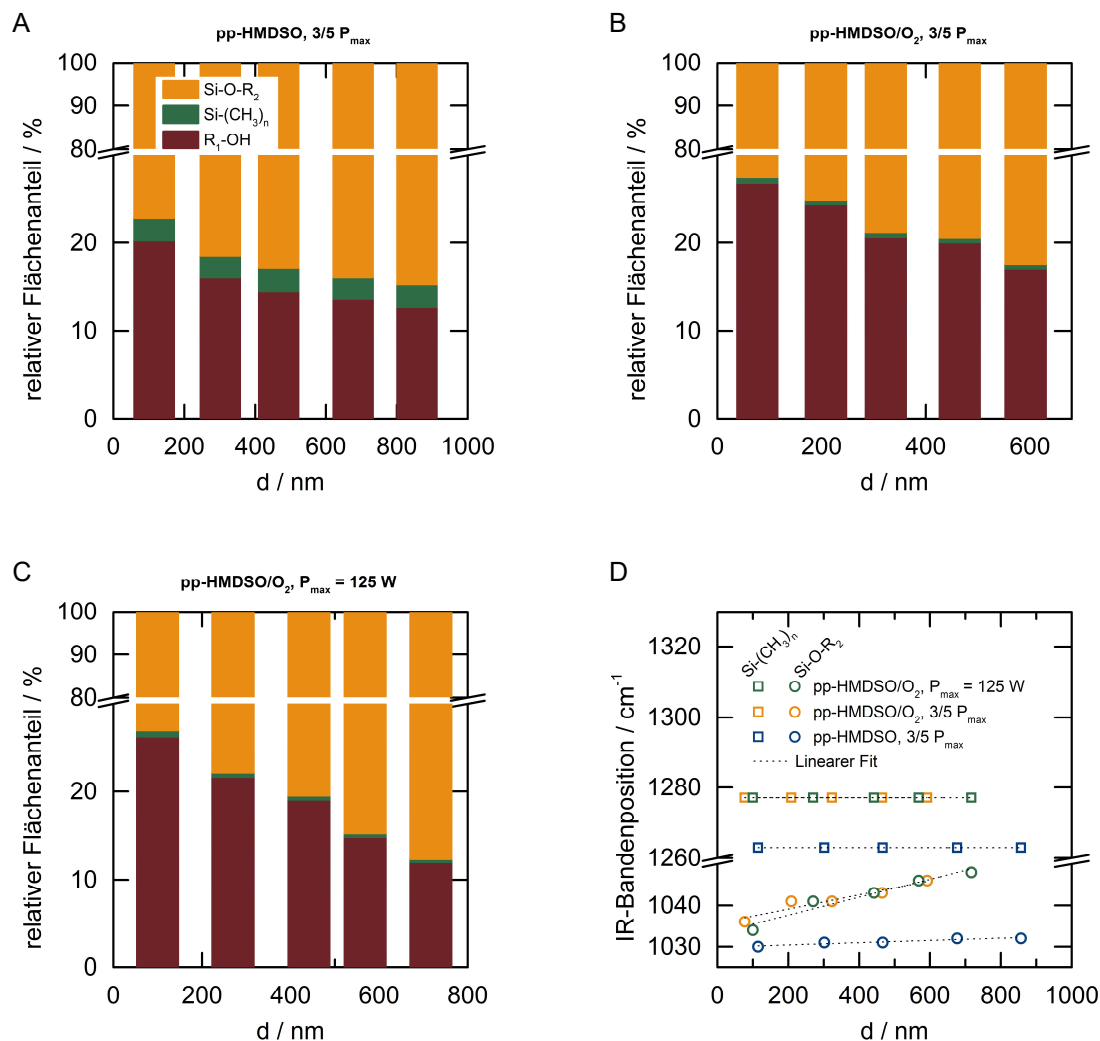 A
pp-HMDSO, 3/5 Pmax
relativer Flächenanteil / %
100
90
80
20
10
0
Si-O-R2
Si-(CH3)n
R1-OH
0 200 400 600 800 1000
d / nm
B
pp-HMDSO/O2, 3/5 Pmax
relativer Flächenanteil / %
100
90
80
20
10
0
0 200 400 600
d / nm
C
pp-HMDSO/O2, Pmax = 125 W
relativer Flächenanteil / %
100
90
80
20
10
0
0 200 400 600 800
d / nm
D
IR-Bandenposition / cm-1
1320
1300
1280
1260
1040
1030
Si-(CH3)n
Si-O-R2
pp-HMDSO/O2, Pmax = 125 W
pp-HMDSO/O2, 3/5 Pmax
pp-HMDSO, 3/5 Pmax
Linearer Fit
0 200 400 600 800 1000
d / nm